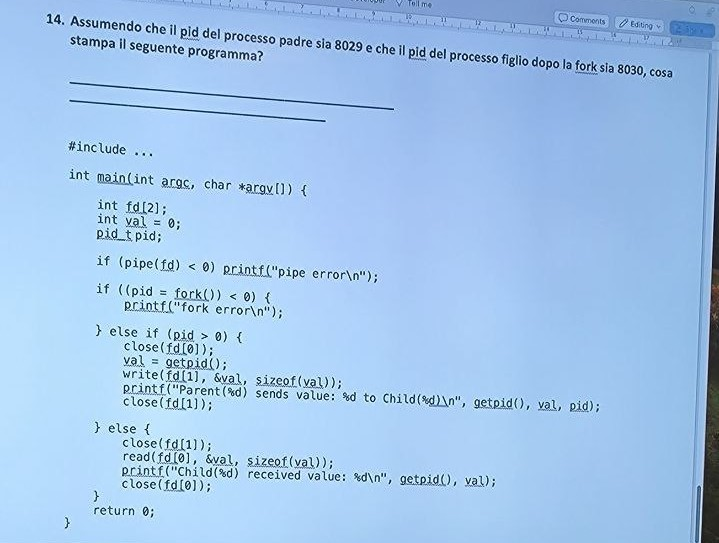 Tell me
Comments Editing
14. Assumendo che il pid del processo padre sia 8029 e che il pid del processo figlio dopo la fork sia 8030, cosa
stampa il seguente programma?
#include ...
int main(int argc, char *argv[]) {
int fd[2];
int val = 0;
pid_t pid;
if (pipe(fd) < 0) printf("pipe error\n");
if ((pid = fork()) < 0) {
printf("fork error\n");
} else if (pid > 0) {
close(fd[0]);
val = getpid();
write(fd[1], &val, sizeof(val));
printf("Parent(%d) sends value: %d to Child(%d)\n", getpid(), val, pid);
close(fd[1]);
} else {
close(fd[1]);
read(fd[0], &val, sizeof(val));
printf("Child(%d) received value: %d\n", getpid(), val);
close(fd[0]);
}
return 0;
}